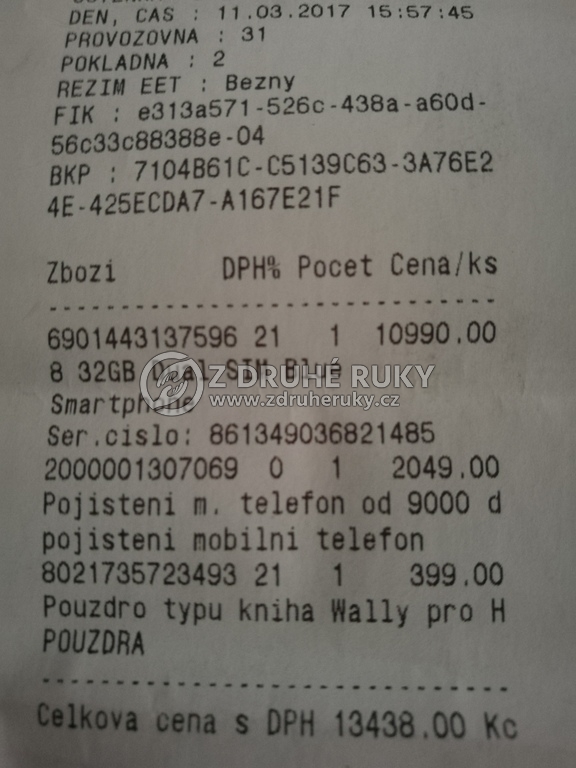 DEN, CAS : 11.03.2017 15:57:45
PROVOZOVNA : 31
POKLADNA : 2
REZIM EET : Bezny
FIK : e313a571-526c-438a-a60d-
56c33c88388e-04
BKP : 7104B61C-C5139C63-3A76E2
4E-425ECDA7-A167E21F
Zbozi DPH% Pocet Cena/ks
6901443137596 21 1 10990.00
8 32GB Dual SIM Blue
Z DRUHÉ RUKY
www.zdruheruky.cz
Smartphone
Ser.cislo: 861349036821485
2000001307069 0 1 2049.00
Pojisteni m. telefon od 9000 d
pojisteni mobilni telefon
8021735723493 21 1 399.00
Pouzdro typu kniha Wally pro H
POUZDRA
Celkova cena s DPH 13438.00 Kc